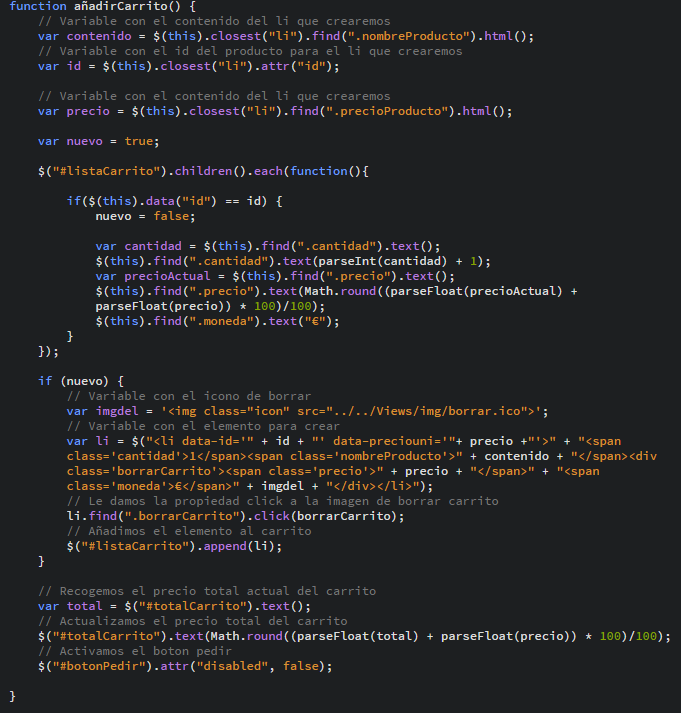 function añadirCarrito() {
// Variable con el contenido del li que crearemos
var contenido = $(this).closest("li").find(".nombreProducto").html();
// Variable con el id del producto para el li que crearemos
var id = $(this).closest("li").attr("id");
// Variable con el contenido del li que crearemos
var precio = $(this).closest("li").find(".precioProducto").html();
var nuevo = true;
$("#listaCarrito").children().each(function(){
if($(this).data("id") == id) {
nuevo = false;
var cantidad = $(this).find(".cantidad").text();
$(this).find(".cantidad").text(parseInt(cantidad) + 1);
var precioActual = $(this).find(".precio").text();
$(this).find(".precio").text(Math.round((parseFloat(precioActual) +
parseFloat(precio)) * 100)/100);
$(this).find(".moneda").text("€");
}
});
if (nuevo) {
// Variable con el icono de borrar
var imgdel = '<img class="icon" src="../../Views/img/borrar.ico">';
// Variable con el elemento para crear
var li = $("<li data-id='" + id + "' data-preciouni='"+ precio +"'>" + "<span
class='cantidad'>1</span><span class='nombreProducto'>" + contenido + "</span><div
class='borrarCarrito'><span class='precio'>" + precio + "</span>" + "<span
class='moneda'>€</span>" + imgdel + "</div></li>");
// Le damos la propiedad click a la imagen de borrar carrito
li.find(".borrarCarrito").click(borrarCarrito);
// Añadimos el elemento al carrito
$("#listaCarrito").append(li);
}
// Recogemos el precio total actual del carrito
var total = $("#totalCarrito").text();
// Actualizamos el precio total del carrito
$("#totalCarrito").text(Math.round((parseFloat(total) + parseFloat(precio)) * 100)/100);
// Activamos el boton pedir
$("#botonPedir").attr("disabled", false);
}